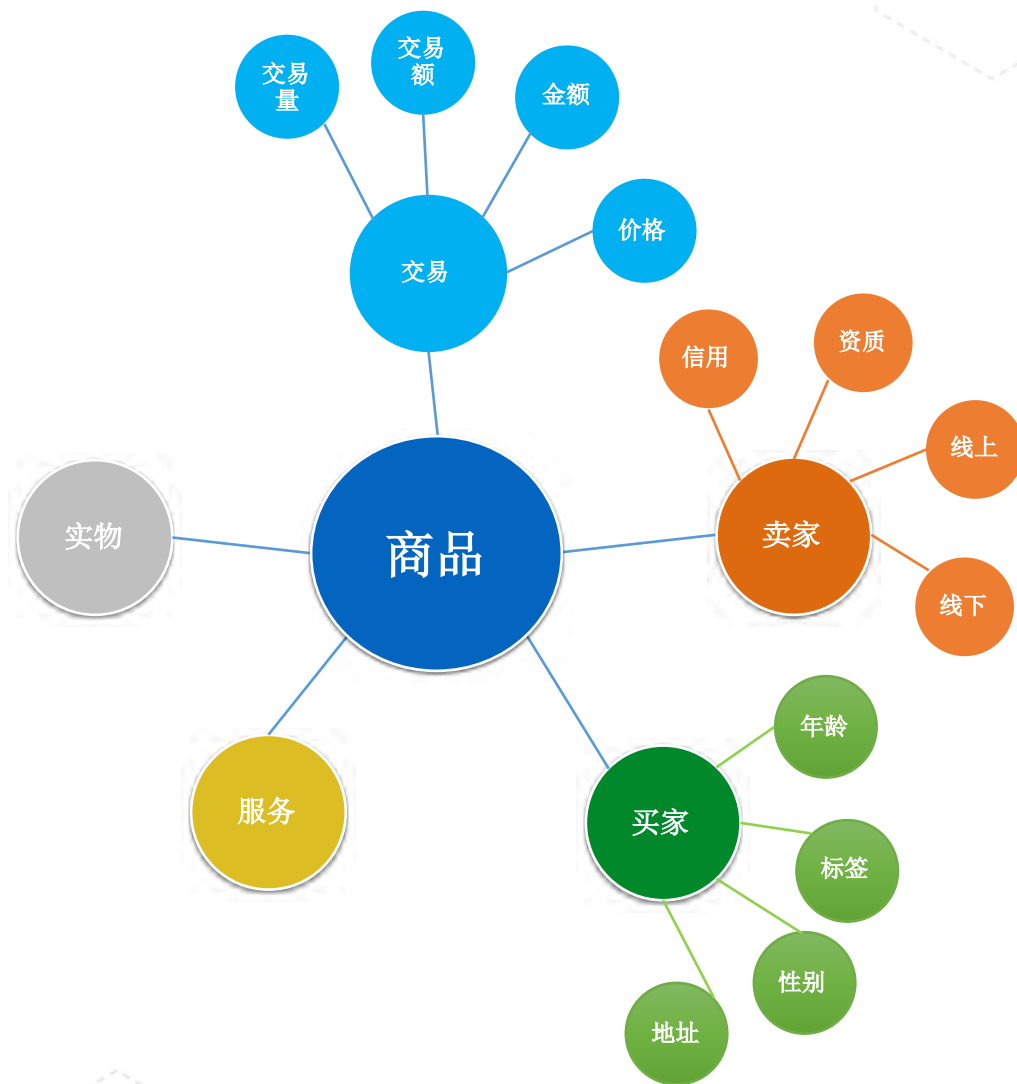 交易
量
交易
额
金额
价格
交易
信用
资质
线上
实物
商品
卖家
线下
年龄
服务
买家
标签
性别
地址